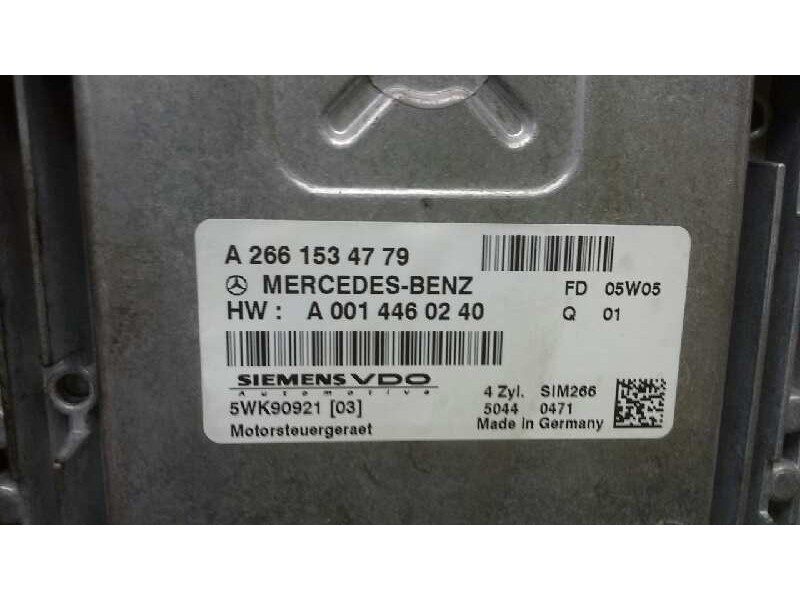 A 266 153 47 79
MERCEDES-BENZ
FD 05W05
HW : A 001 446 02 40
Q 01
SIEMENS VDO
Automotive
4 Zyl. SIM266
5WK90921 [03]
5044 0471
Motorsteuergeraet
Made in Germany